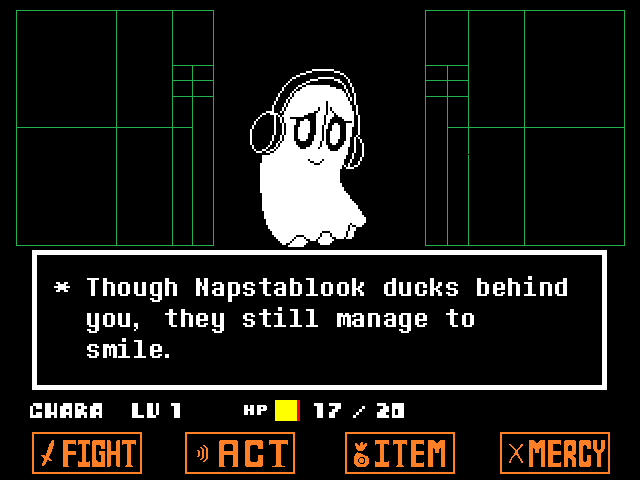 * Though Napstablook ducks behind
you, they still manage to
smile.
CHARA LV 1 HP 17 / 20
FIGHT ACT ITEM MERCY